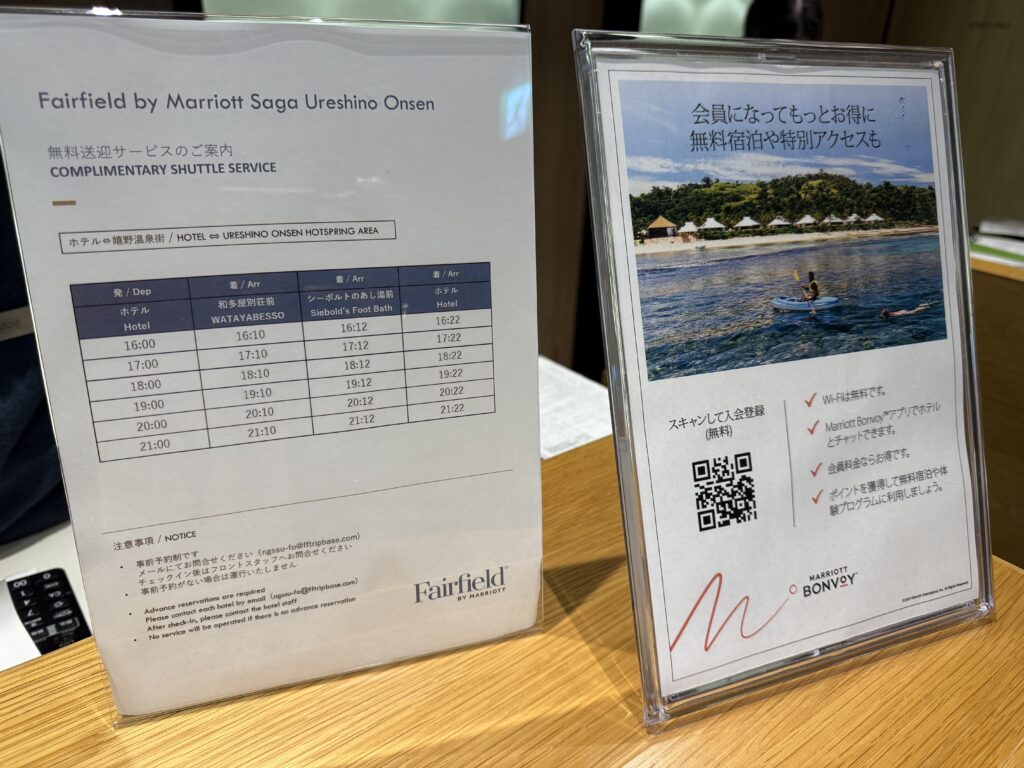 Fairfield by Marriott Saga Ureshino Onsen
無料送迎サービスのご案内
COMPLIMENTARY SHUTTLE SERVICE
ホテル⇔嬉野温泉街 / HOTEL ⇔ URESHINO ONSEN HOTSPRING AREA
発 / Dep 着 / Arr 着 / Arr 着 / Arr
ホテル 和多屋別荘前 シーボルトのあし湯前 ホテル
Hotel WATAYABESSO Siebold's Foot Bath Hotel
16:00 16:10 16:12 16:22
17:00 17:10 17:12 17:22
18:00 18:10 18:12 18:22
19:00 19:10 19:12 19:22
20:00 20:10 20:12 20:22
21:00 21:10 21:12 21:22
注意事項 / NOTICE
• 事前予約制です
メールにてお問合せください（ngssu-fo@fftripbase.com）
チェックイン後はフロントスタッフへお問合せください
• 事前予約がない場合は運行いたしません
• Advance reservations are required
Please contact each hotel by email（ngssu-fo@fftripbase.com）
After check-in, please contact the hotel staff
• No service will be operated if there is no advance reservation
Fairfield®
BY MARRIOTT
会員になってもっとお得に
無料宿泊や特別アクセスも
スキャンして入会登録
(無料)
✓ Wi-Fiは無料です。
✓ Marriott Bonvoy™アプリでホテル
とチャットできます。
✓ 会員料金ならお得です。
✓ ポイントを獲得して無料宿泊や体
験プログラムに利用しましょう。
MARRIOTT
BONVOY™